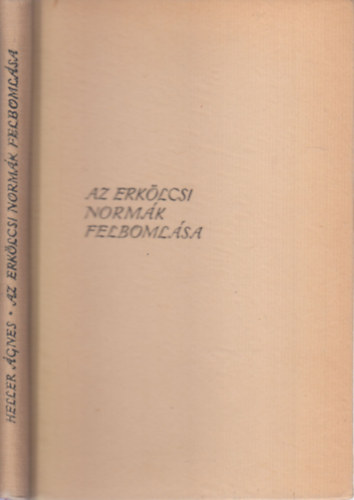 HELLER ÁGNES • AZ ERKÖLCSI NORMÁK FELBOMLÁSA
AZ ERKÖLCSI
NORMÁK
FELBOMLÁSA